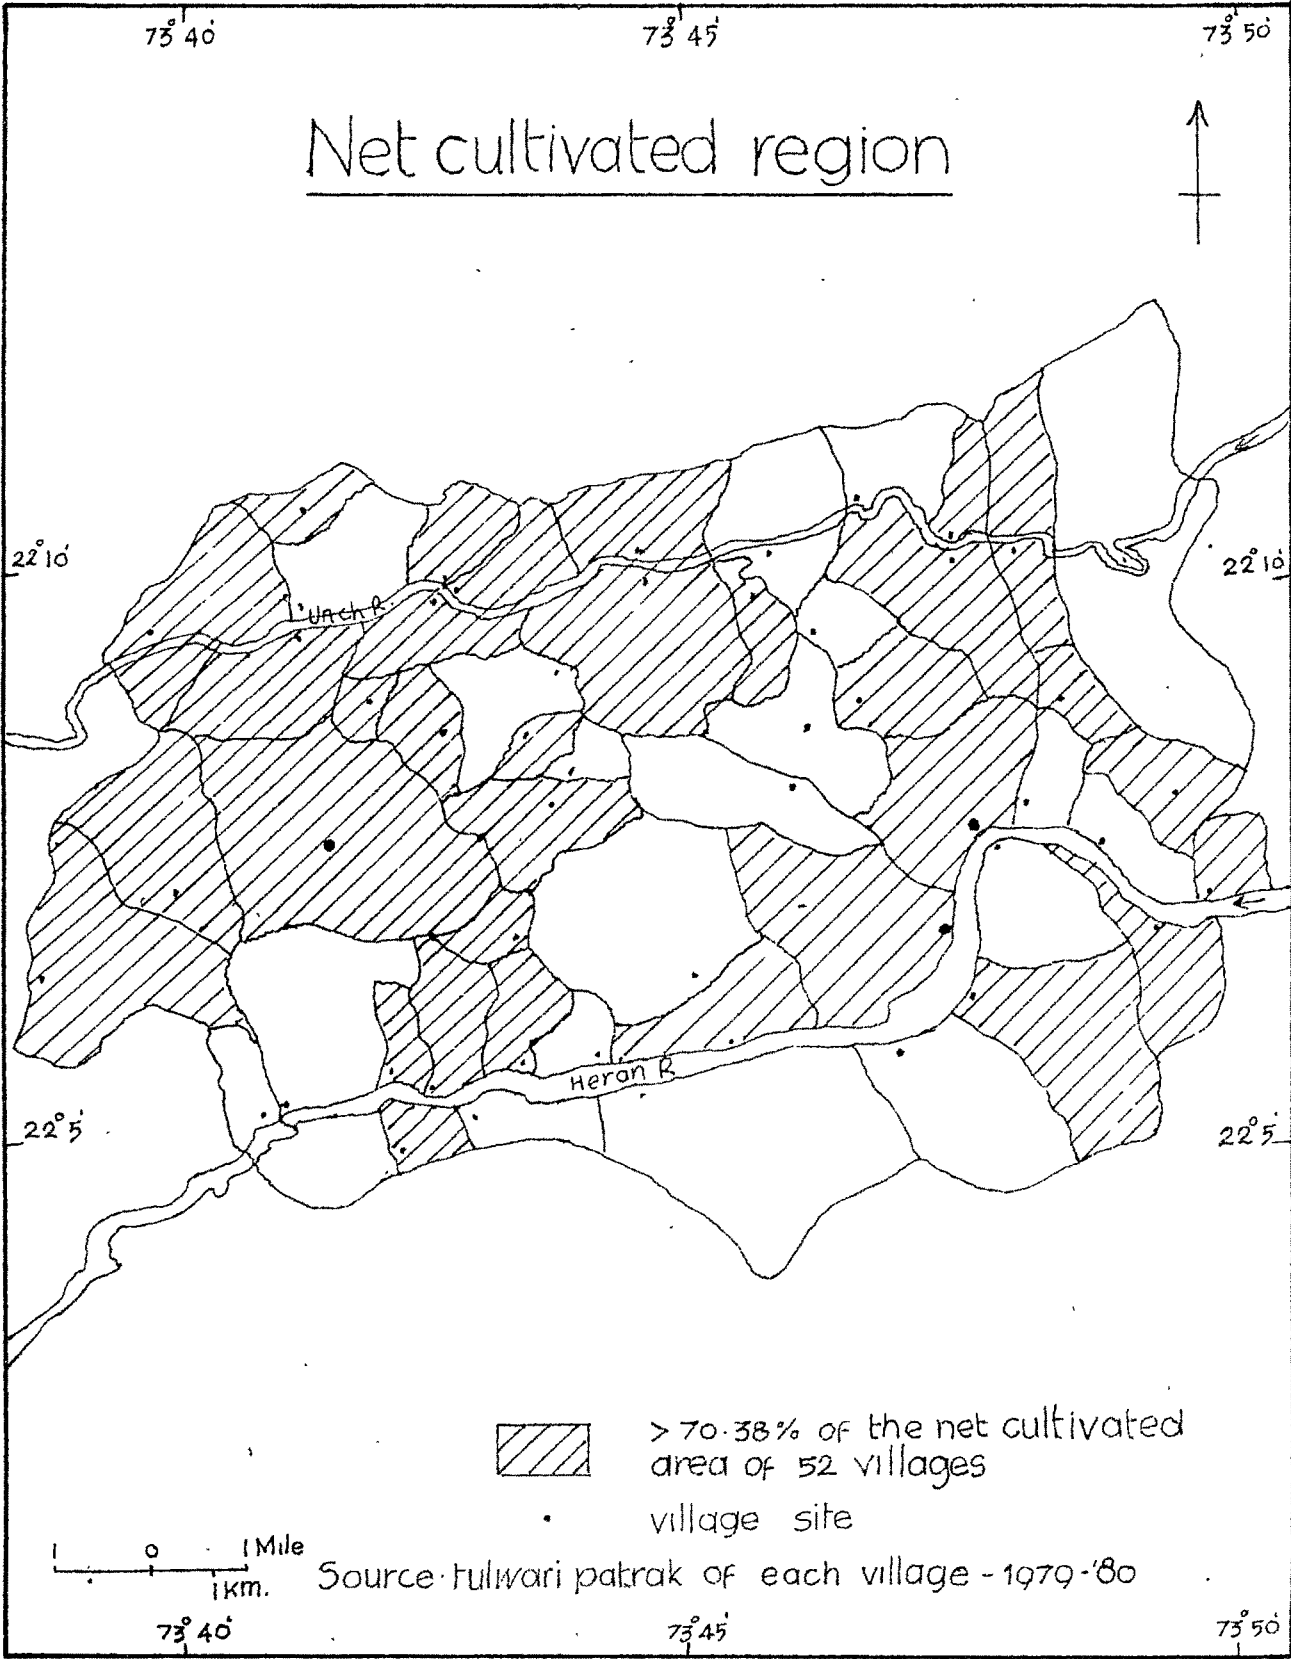 73° 40'
73° 45'
73° 50'
Net cultivated region
22° 10'
22° 10'
Unch R.
Heran R
22° 5'
22° 5'
> 70.38% of the net cultivated
area of 52 villages
village site
1 0 1 Mile
1 Km.
Source · tulwari patrak of each village - 1979-'80
73° 40'
73° 45'
73° 50'